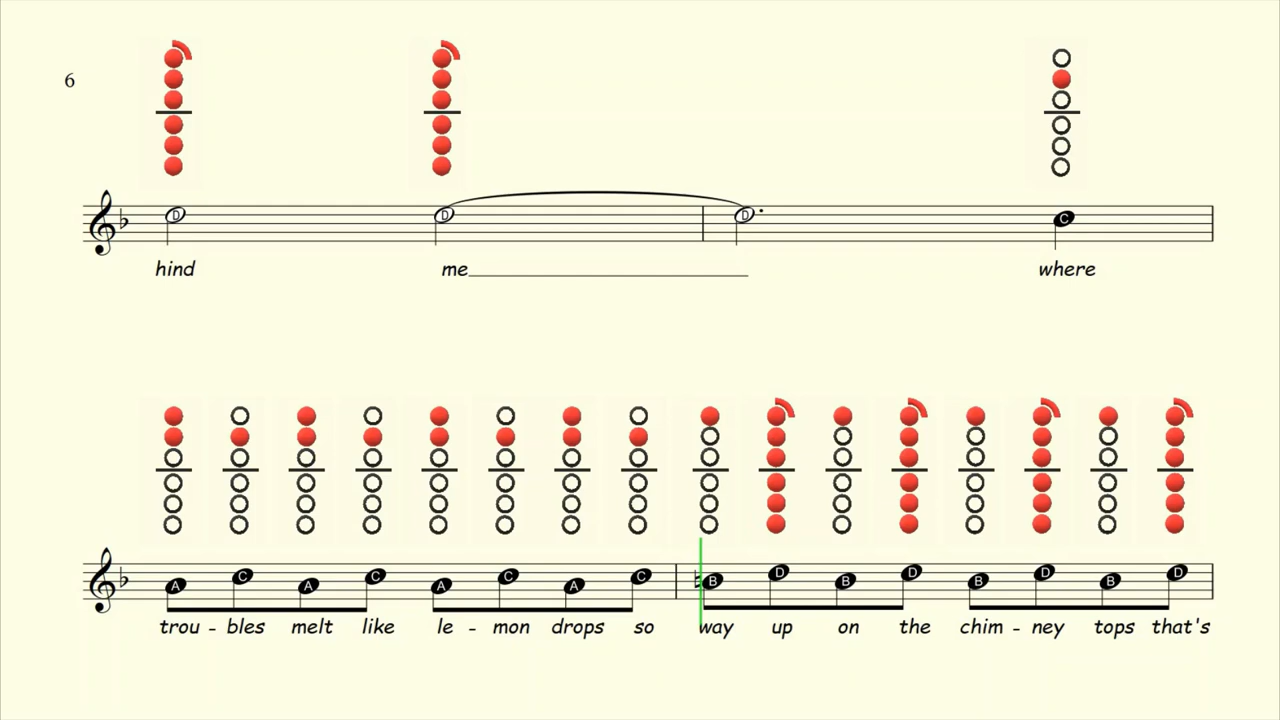 6
D D D C
hind me where
A C A C A C A C B D B D B D B D
trou - bles melt like le - mon drops so way up on the chim - ney tops that's